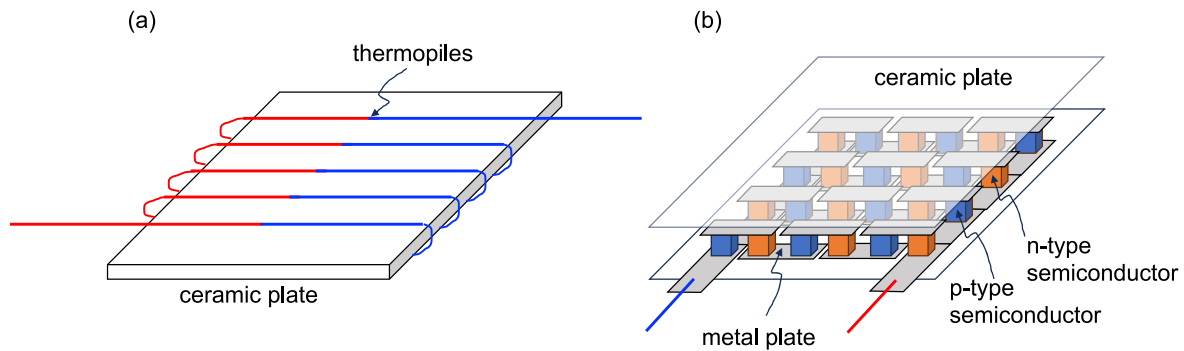 (a)
thermopiles
ceramic plate
(b)
ceramic plate
n-type
semiconductor
p-type
semiconductor
metal plate